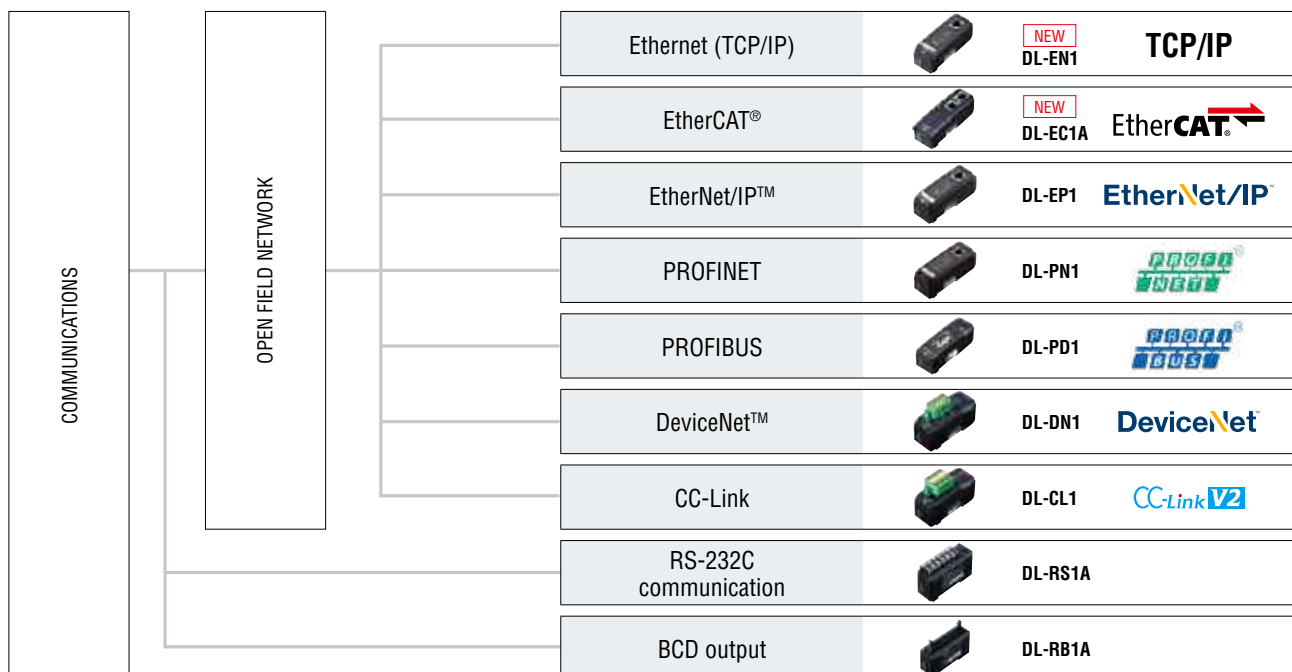 COMMUNICATIONS
OPEN FIELD NETWORK
Ethernet (TCP/IP)
NEW
DL-EN1
TCP/IP
EtherCAT®
NEW
DL-EC1A
EtherCAT®
EtherNet/IP™
DL-EP1
EtherNet/IP™
PROFINET
DL-PN1
PROFI®
NET
PROFIBUS
DL-PD1
PROFI®
BUS
DeviceNet™
DL-DN1
DeviceNet™
CC-Link
DL-CL1
CC-Link V2
RS-232C
communication
DL-RS1A
BCD output
DL-RB1A